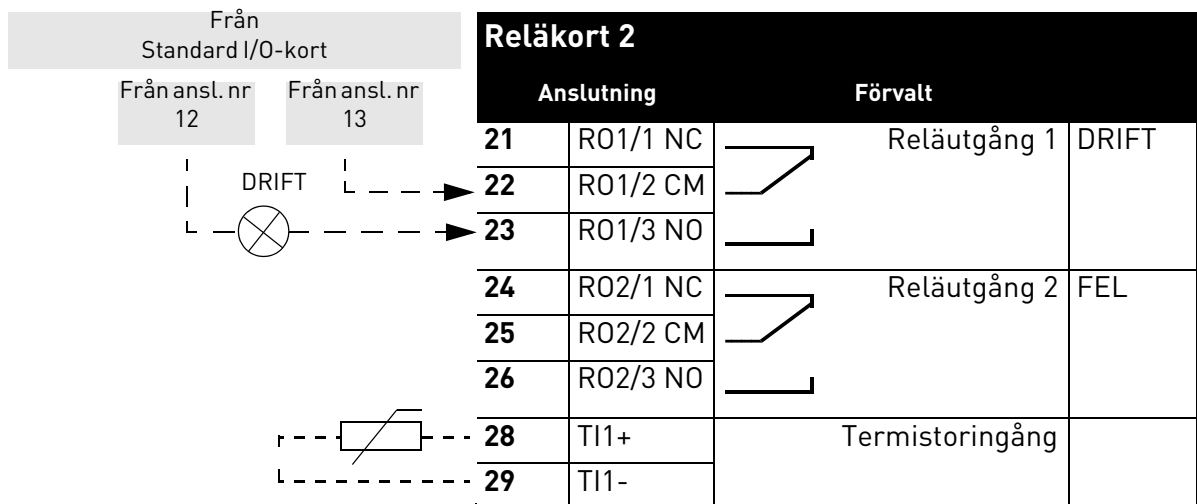 Från
Standard I/O-kort
Från ansl. nr
12
Från ansl. nr
13
DRIFT
Reläkort 2
Anslutning Förvalt
21 RO1/1 NC Reläutgång 1 DRIFT
22 RO1/2 CM
23 RO1/3 NO
24 RO2/1 NC Reläutgång 2 FEL
25 RO2/2 CM
26 RO2/3 NO
28 TI1+ Termistoringång
29 TI1-